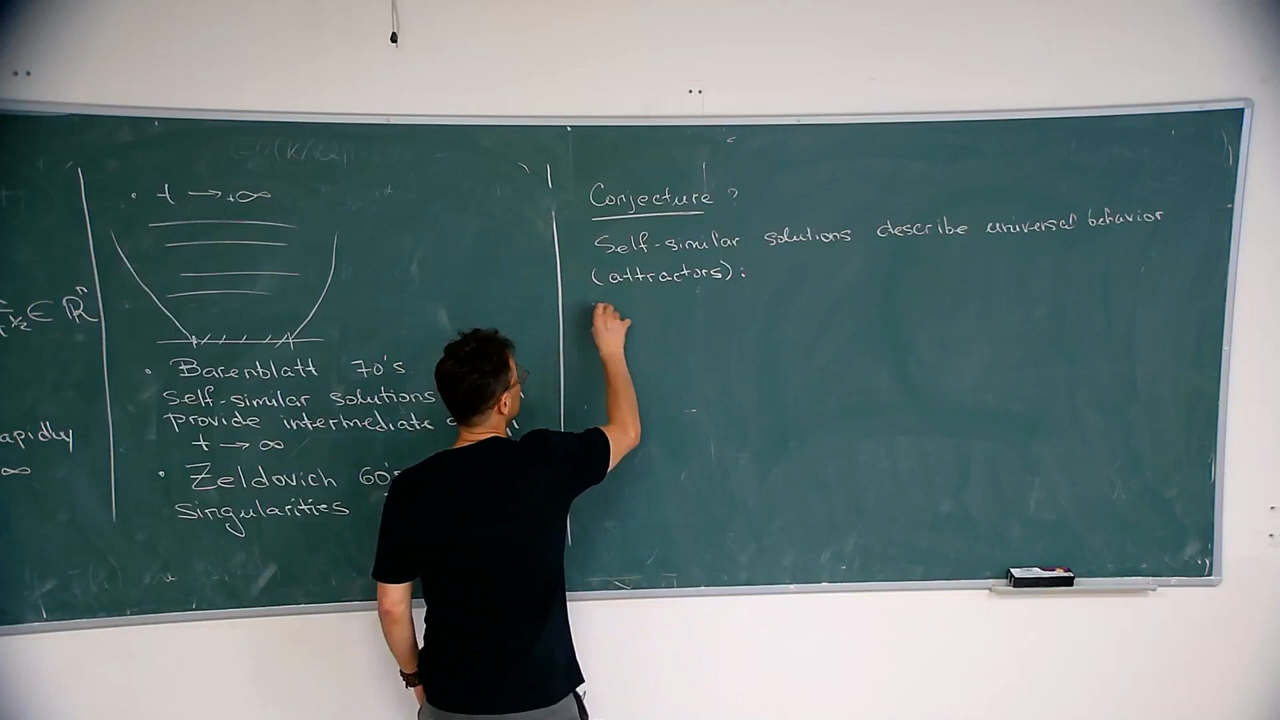 • t → +∞
∈ ℝⁿ
• Barenblatt 70's
self-similar solutions
provide intermediate
t → ∞
• Zeldovich 60's
singularities
apidly
∞
Conjecture ?
Self-similar solutions describe universal behavior
(attractors):